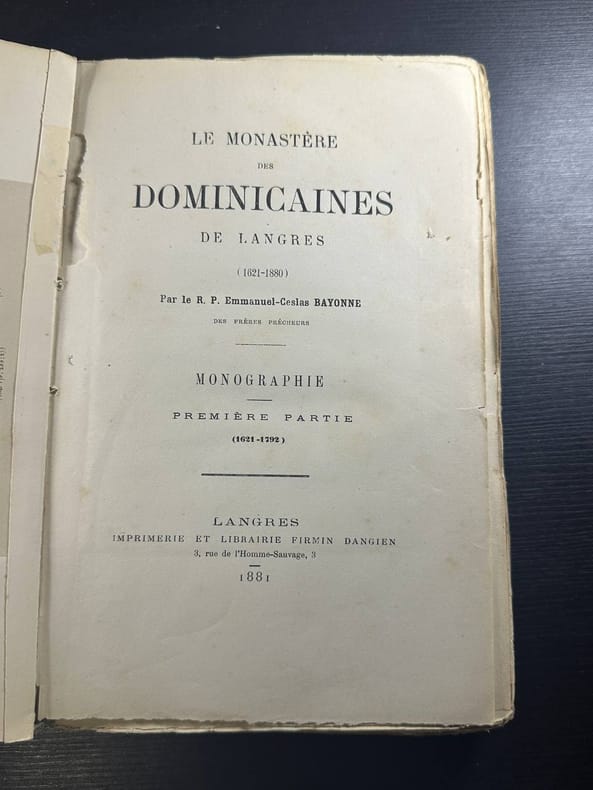 LE MONASTÈRE
DES
DOMINICAINES
DE LANGRES
(1621-1880)
Par le R. P. Emmanuel-Ceslas BAYONNE
DES FRÈRES PRÊCHEURS
MONOGRAPHIE
PREMIÈRE PARTIE
(1621-1792)
LANGRES
IMPRIMERIE ET LIBRAIRIE FIRMIN DANGIEN
3, rue de l'Homme-Sauvage, 3
1881